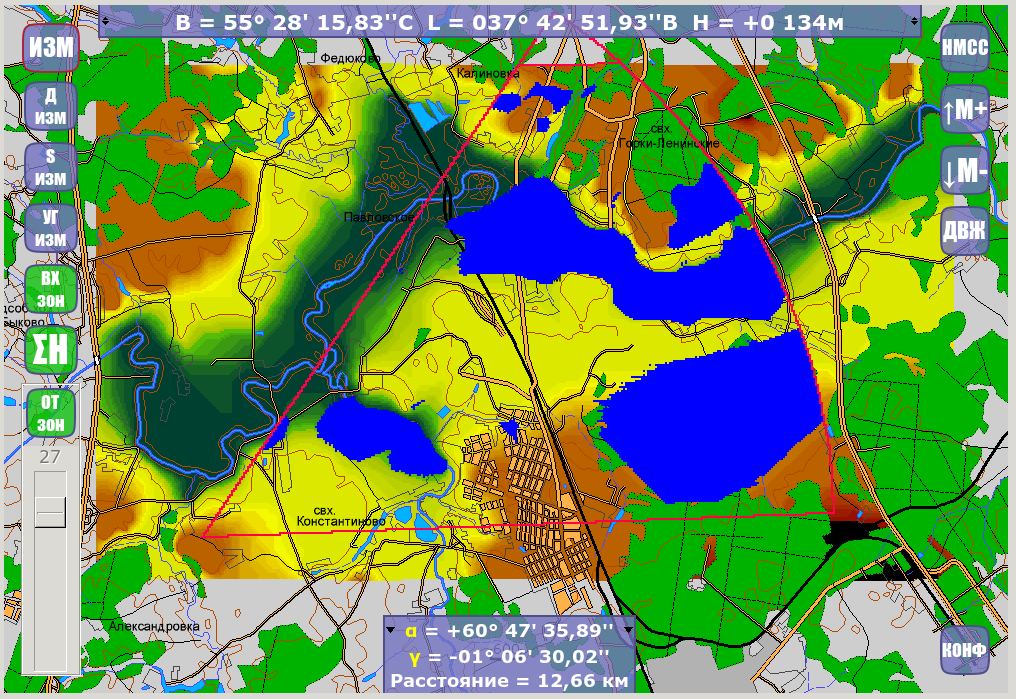 B = 55° 28' 15,83''С L = 037° 42' 51,93''В H = +0 134м
ИЗМ
Д
ИЗМ
S
ИЗМ
УГ
ИЗМ
ВХ
ЗОН
ΣН
ОТ
ЗОН
27
НМСС
↑М+
↓М-
ДВЖ
КОНФ
Федюково
Калиновка
свх.
Горки-Ленинские
Павловское
свх.
Константиново
Александровка
α = +60° 47' 35,89''
γ = -01° 06' 30,02''
Расстояние = 12,66 км